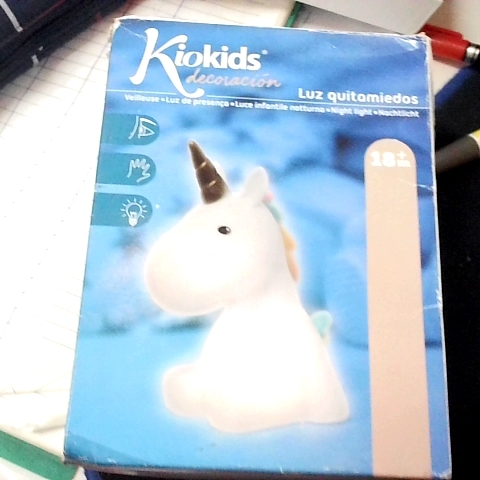 Kiokids®
decoración
Luz quitamiedos
Veilleuse • Luz de presença • Luce infantile notturna • Night light • Nachtlicht
18+